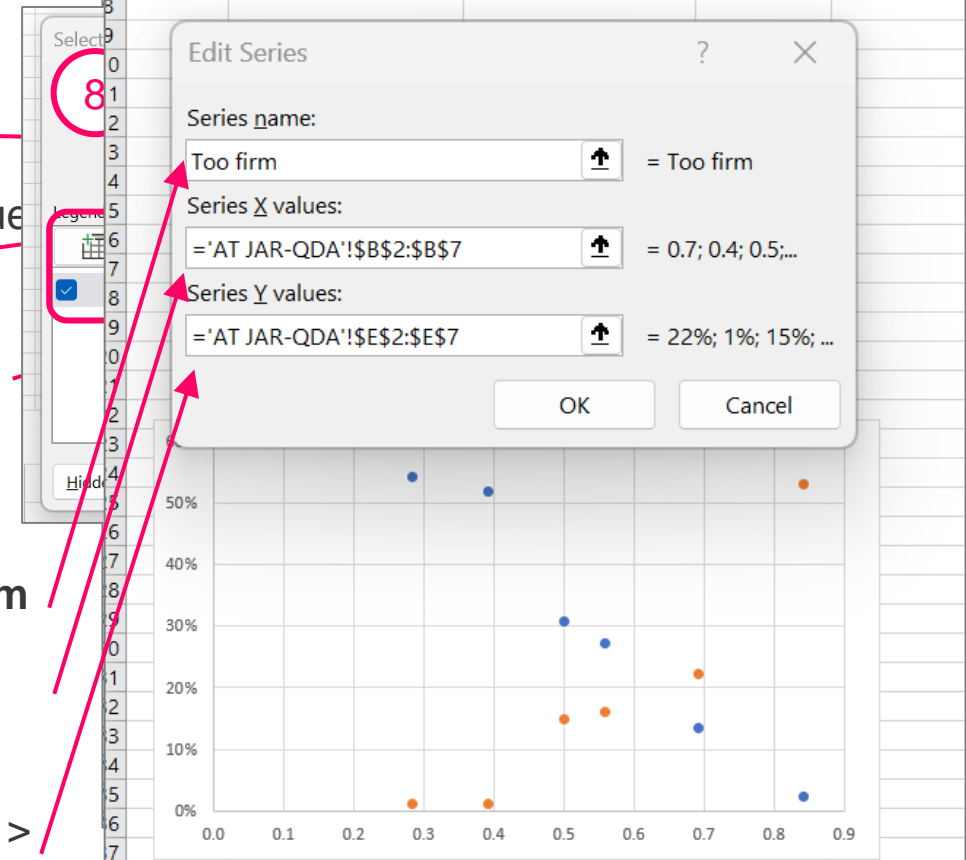 Select
8
Edit Series
?
Series name:
Too firm
= Too firm
Series X values:
='AT JAR-QDA'!$B$2:$B$7
= 0.7; 0.4; 0.5;...
Series Y values:
='AT JAR-QDA'!$E$2:$E$7
= 22%; 1%; 15%; ...
OK
Cancel
50%
40%
30%
20%
10%
0%
0.0 0.1 0.2 0.3 0.4 0.5 0.6 0.7 0.8 0.9
m
>